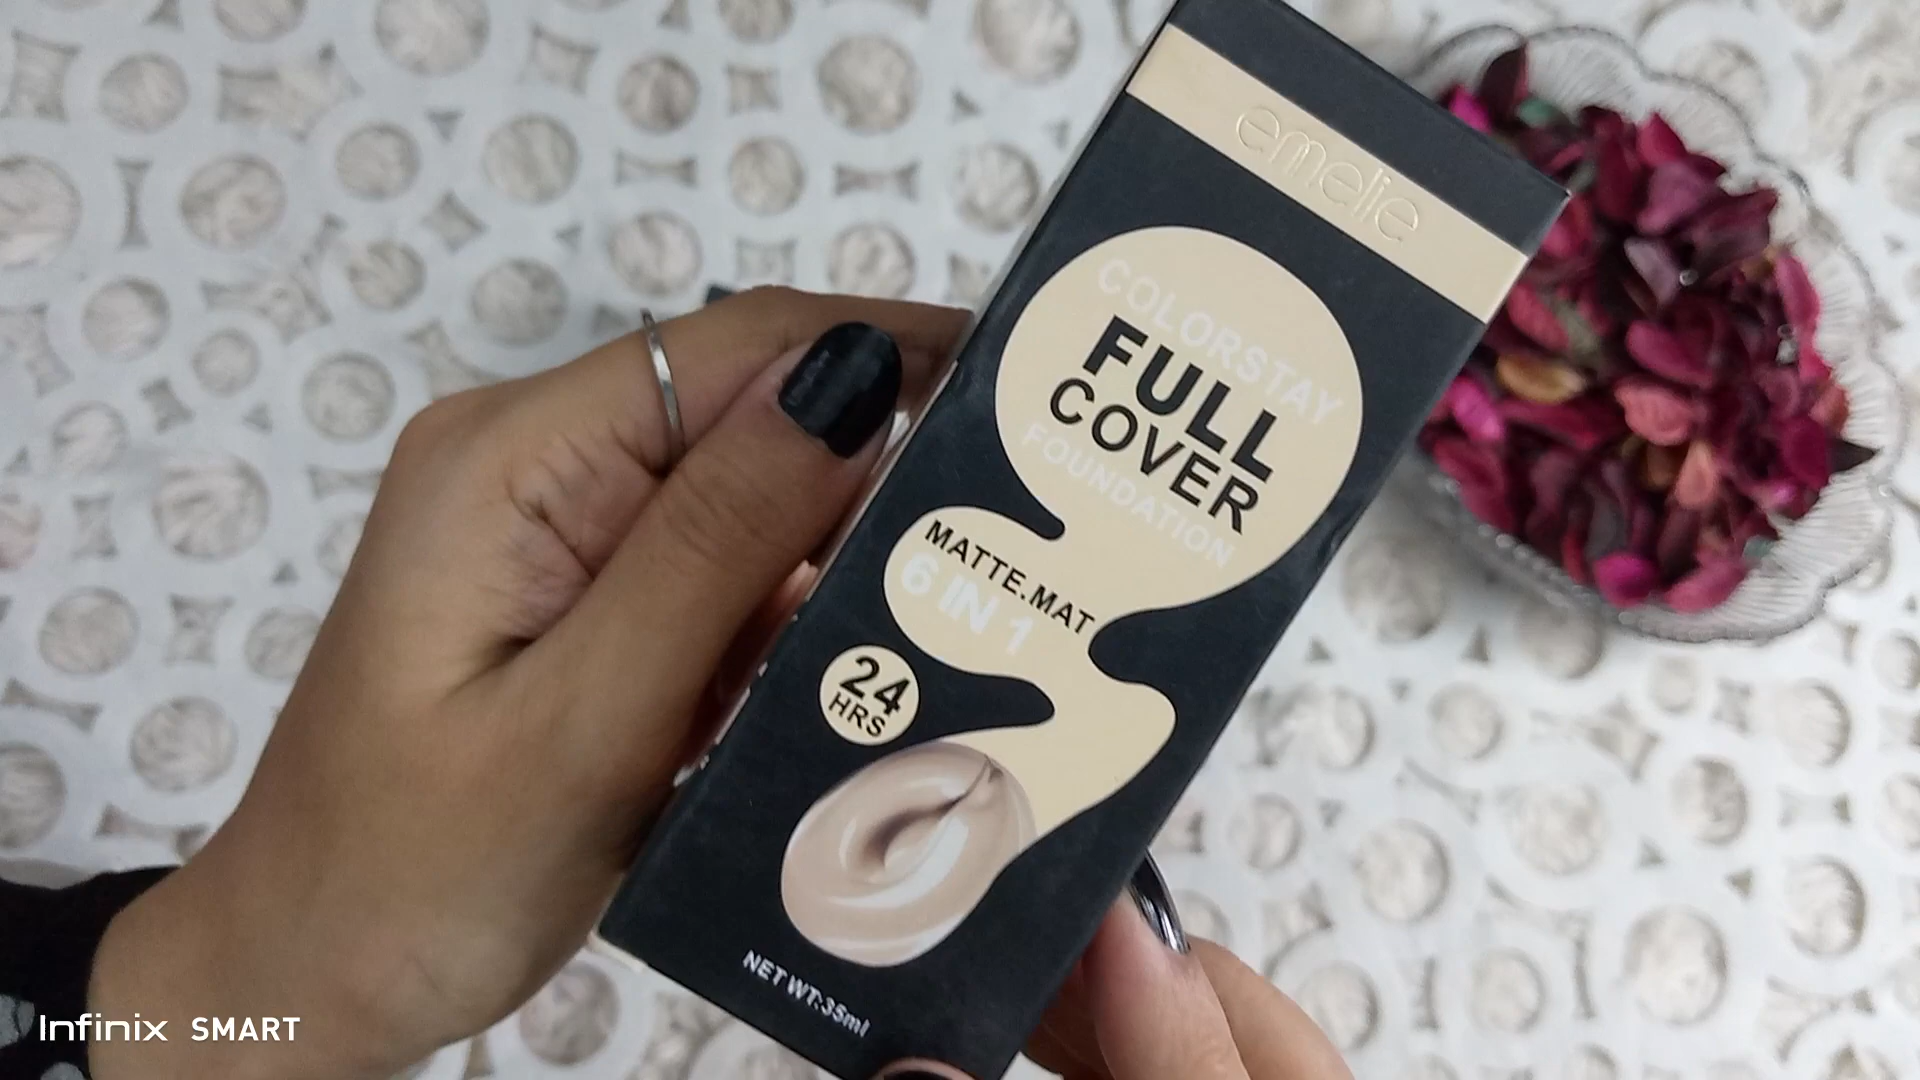 emelie
COLORSTAY
FULL
COVER
FOUNDATION
MATTE.MAT
6 IN 1
24
HRS
NET WT:35ml
Infinix SMART